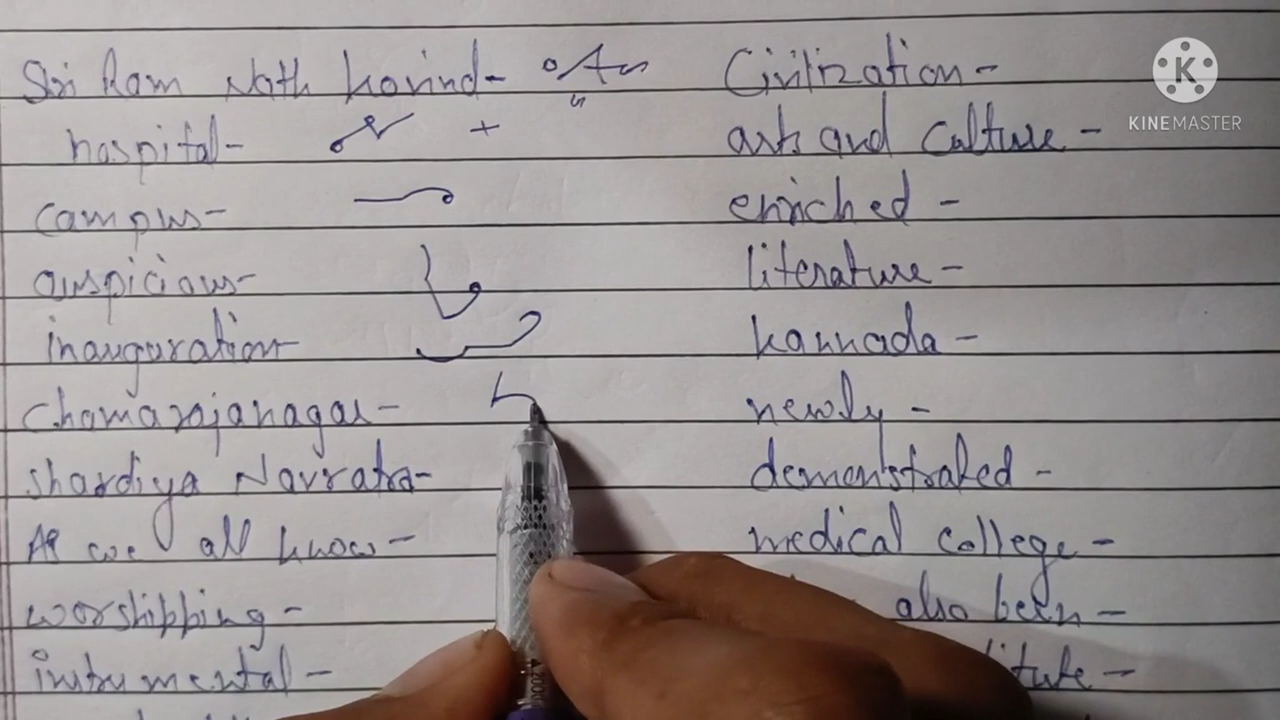 Sri Ram Nath Kovind-
hospital-
campus-
auspicious-
inauguration-
Chamarajanagar-
Shardiya Navratra-
As we all know-
worshipping-
instrumental-
Civilization-
arts and culture-
enriched-
literature-
kannada-
newly-
demonstrated-
medical college-
also been-
KINEMASTER